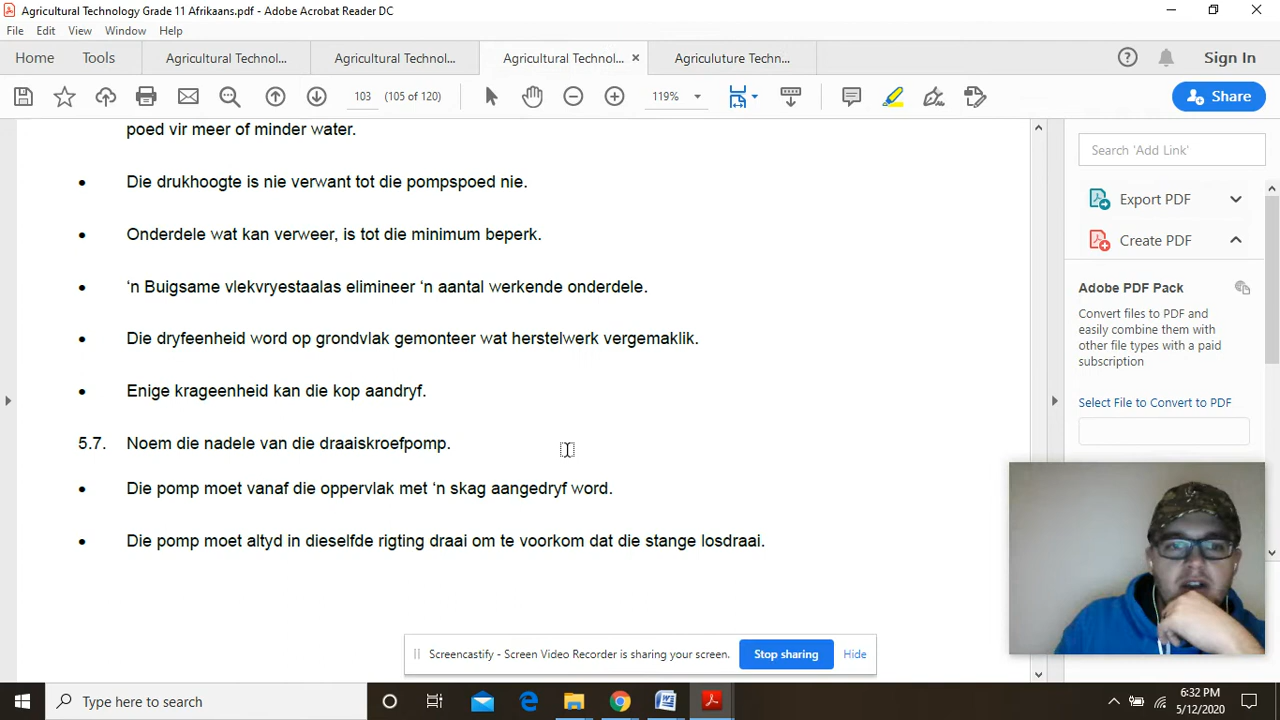 Agricultural Technology Grade 11 Afrikaans.pdf - Adobe Acrobat Reader DC
File Edit View Window Help
Home Tools Agricultural Technol... Agricultural Technol... Agricultural Technol... × Agriculuture Techn... Sign In
103 (105 of 120) 119% Share
poed vir meer of minder water.
• Die drukhoogte is nie verwant tot die pompspoed nie.
• Onderdele wat kan verweer, is tot die minimum beperk.
• ‘n Buigsame vlekvryestaalas elimineer ‘n aantal werkende onderdele.
• Die dryfeenheid word op grondvlak gemonteer wat herstelwerk vergemaklik.
• Enige krageenheid kan die kop aandryf.
5.7. Noem die nadele van die draaiskroefpomp.
• Die pomp moet vanaf die oppervlak met ‘n skag aangedryf word.
• Die pomp moet altyd in dieselfde rigting draai om te voorkom dat die stange losdraai.
Search 'Add Link'
Export PDF
Create PDF
Adobe PDF Pack
Convert files to PDF and
easily combine them with
other file types with a paid
subscription
Select File to Convert to PDF
Screencastify - Screen Video Recorder is sharing your screen. Stop sharing Hide
Type here to search
6:32 PM
5/12/2020